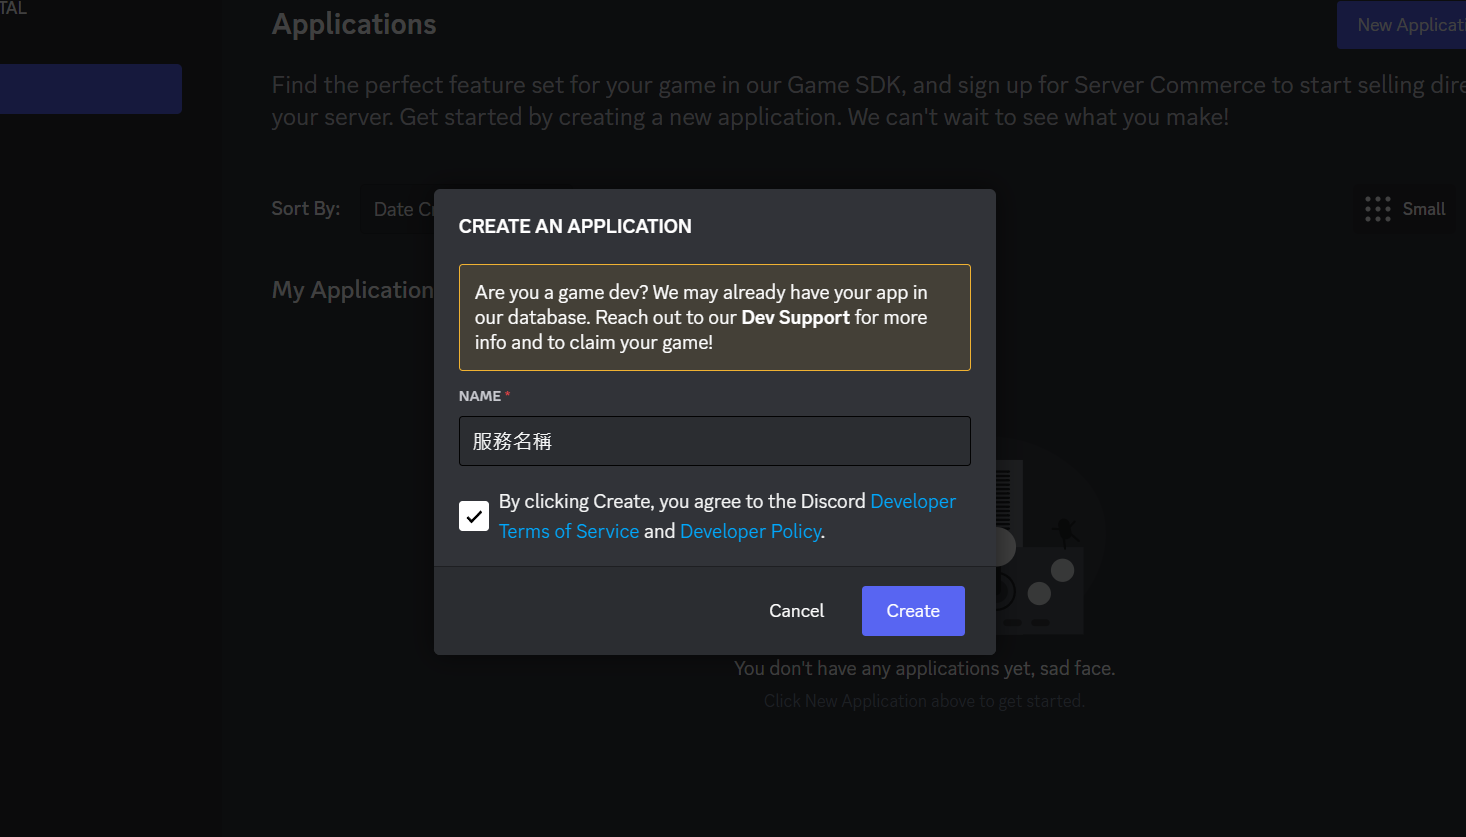 TAL
Applications
New Applicati
Find the perfect feature set for your game in our Game SDK, and sign up for Server Commerce to start selling dire
your server. Get started by creating a new application. We can't wait to see what you make!
Sort By:
Date Cr
Small
My Application
CREATE AN APPLICATION
Are you a game dev? We may already have your app in
our database. Reach out to our Dev Support for more
info and to claim your game!
NAME *
服務名稱
By clicking Create, you agree to the Discord Developer
Terms of Service and Developer Policy.
Cancel
Create
You don't have any applications yet, sad face.
Click New Application above to get started.